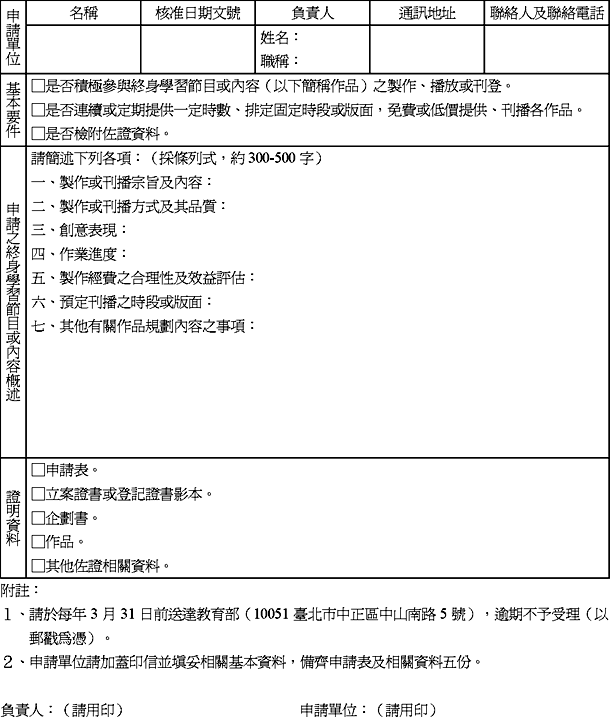 申請單位
名稱 核准日期文號 負責人 通訊地址 聯絡人及聯絡電話
姓名：
職稱：
基本要件
□是否積極參與終身學習節目或內容（以下簡稱作品）之製作、播放或刊登。
□是否連續或定期提供一定時數、排定固定時段或版面，免費或低價提供、刊播各作品。
□是否檢附佐證資料。
申請之終身學習節目或內容概述
請簡述下列各項：（採條列式，約 300-500 字）
一、製作或刊播宗旨及內容：
二、製作或刊播方式及其品質：
三、創意表現：
四、作業進度：
五、製作經費之合理性及效益評估：
六、預定刊播之時段或版面：
七、其他有關作品規劃內容之事項：
證明資料
□申請表。
□立案證書或登記證書影本。
□企劃書。
□作品。
□其他佐證相關資料。
附註：
１、請於每年 3 月 31 日前送達教育部（10051 臺北市中正區中山南路 5 號），逾期不予受理（以
郵戳為憑）。
２、申請單位請加蓋印信並填妥相關基本資料，備齊申請表及相關資料五份。
負責人：（請用印） 申請單位：（請用印）